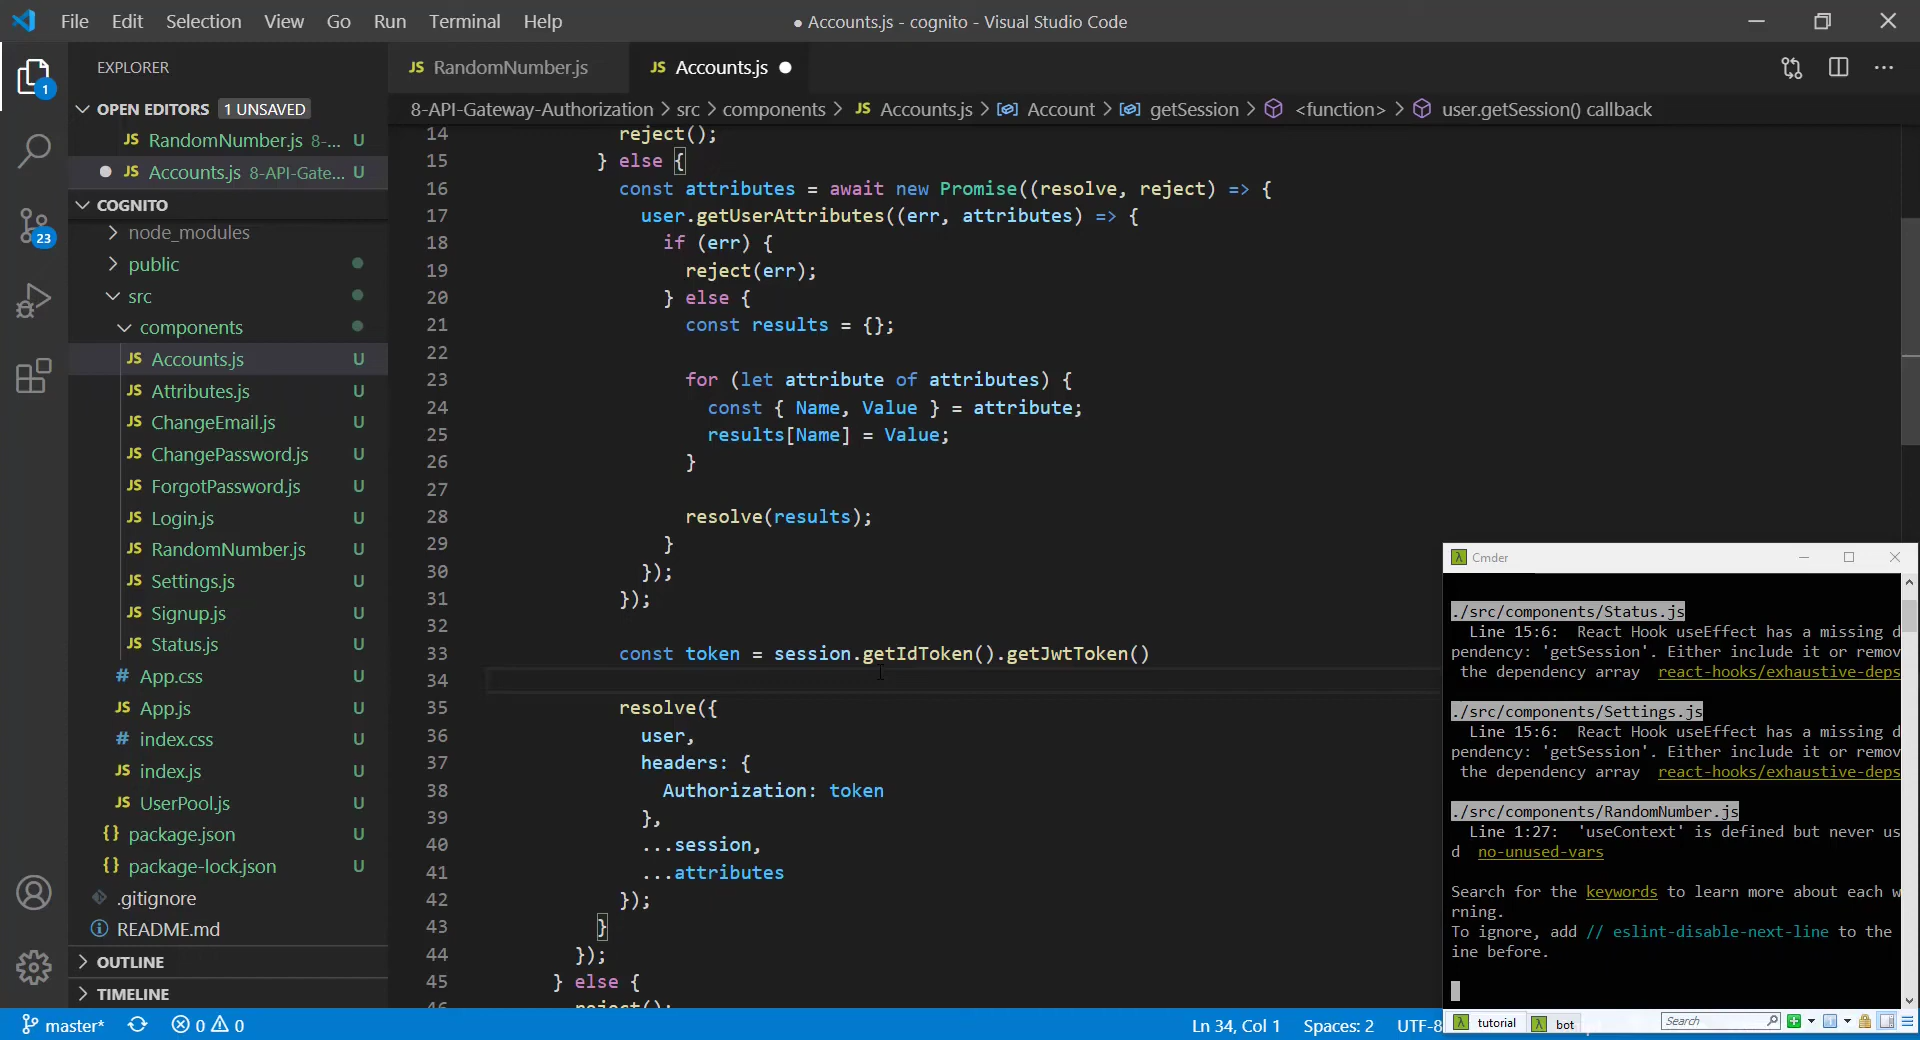 File Edit Selection View Go Run Terminal Help
● Accounts.js - cognito - Visual Studio Code
EXPLORER
OPEN EDITORS 1 UNSAVED
JS RandomNumber.js 8-... U
● JS Accounts.js 8-API-Gate... U
COGNITO
node_modules
public
src
components
JS Accounts.js U
JS Attributes.js U
JS ChangeEmail.js U
JS ChangePassword.js U
JS ForgotPassword.js U
JS Login.js U
JS RandomNumber.js U
JS Settings.js U
JS Signup.js U
JS Status.js U
# App.css U
JS App.js U
# index.css U
JS index.js U
JS UserPool.js U
{} package.json U
{} package-lock.json U
.gitignore U
README.md U
OUTLINE
TIMELINE
1
23
JS RandomNumber.js
JS Accounts.js ●
8-API-Gateway-Authorization > src > components > JS Accounts.js > Account > getSession > <function> > user.getSession() callback
14 reject();
15 } else {
16 const attributes = await new Promise((resolve, reject) => {
17 user.getUserAttributes((err, attributes) => {
18 if (err) {
19 reject(err);
20 } else {
21 const results = {};
22
23 for (let attribute of attributes) {
24 const { Name, Value } = attribute;
25 results[Name] = Value;
26 }
27
28 resolve(results);
29 }
30 });
31 });
32
33 const token = session.getIdToken().getJwtToken()
34
35 resolve({
36 user,
37 headers: {
38 Authorization: token
39 },
40 ...session,
41 ...attributes
42 });
43 }
44 });
45 } else {
46 reject();
Cmder
./src/components/Status.js
Line 15:6: React Hook useEffect has a missing d
pendency: 'getSession'. Either include it or remov
the dependency array react-hooks/exhaustive-deps
./src/components/Settings.js
Line 15:6: React Hook useEffect has a missing d
pendency: 'getSession'. Either include it or remov
the dependency array react-hooks/exhaustive-deps
./src/components/RandomNumber.js
Line 1:27: 'useContext' is defined but never us
d no-unused-vars
Search for the keywords to learn more about each w
rning.
To ignore, add // eslint-disable-next-line to the
ine before.
tutorial bot Search
master* 0 0
Ln 34, Col 1 Spaces: 2 UTF-8